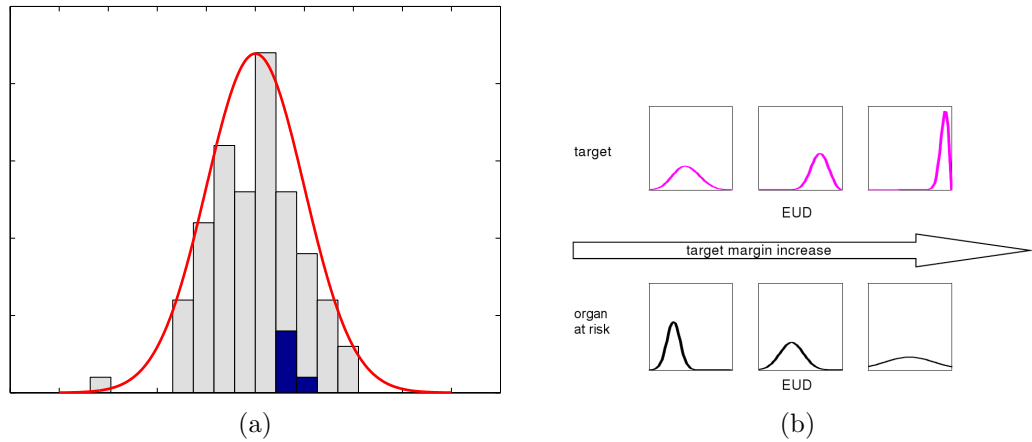 target
EUD
target margin increase
organ
at risk
EUD
(a)
(b)